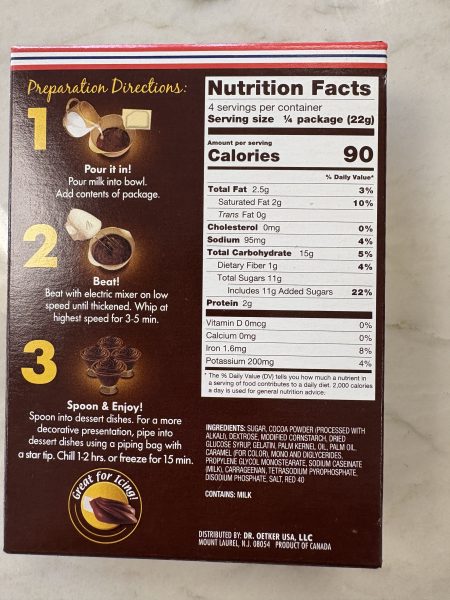 Preparation Directions:
1
Pour it in!
Pour milk into bowl.
Add contents of package.
2
Beat!
Beat with electric mixer on low
speed until thickened. Whip at
highest speed for 3-5 min.
3
Spoon & Enjoy!
Spoon into dessert dishes. For a more
decorative presentation, pipe into
dessert dishes using a piping bag with
a star tip. Chill 1-2 hrs. or freeze for 15 min.
Great for Icing!
Nutrition Facts
4 servings per container
Serving size ¼ package (22g)
Amount per serving
Calories 90
% Daily Value*
Total Fat 2.5g 3%
Saturated Fat 2g 10%
Trans Fat 0g
Cholesterol 0mg 0%
Sodium 95mg 4%
Total Carbohydrate 15g 5%
Dietary Fiber 1g 4%
Total Sugars 11g
Includes 11g Added Sugars 22%
Protein 2g
Vitamin D 0mcg 0%
Calcium 0mg 0%
Iron 1.6mg 8%
Potassium 200mg 4%
* The % Daily Value (DV) tells you how much a nutrient in
a serving of food contributes to a daily diet. 2,000 calories
a day is used for general nutrition advice.
INGREDIENTS: SUGAR, COCOA POWDER (PROCESSED WITH
ALKALI), DEXTROSE, MODIFIED CORNSTARCH, DRIED
GLUCOSE SYRUP, GELATIN, PALM KERNEL OIL, PALM OIL,
CARAMEL (FOR COLOR), MONO AND DIGLYCERIDES,
PROPYLENE GLYCOL MONOSTEARATE, SODIUM CASEINATE
(MILK), CARRAGEENAN, TETRASODIUM PYROPHOSPHATE,
DISODIUM PHOSPHATE, SALT, RED 40
CONTAINS: MILK
DISTRIBUTED BY: DR. OETKER USA, LLC
MOUNT LAUREL, N.J. 08054 PRODUCT OF CANADA